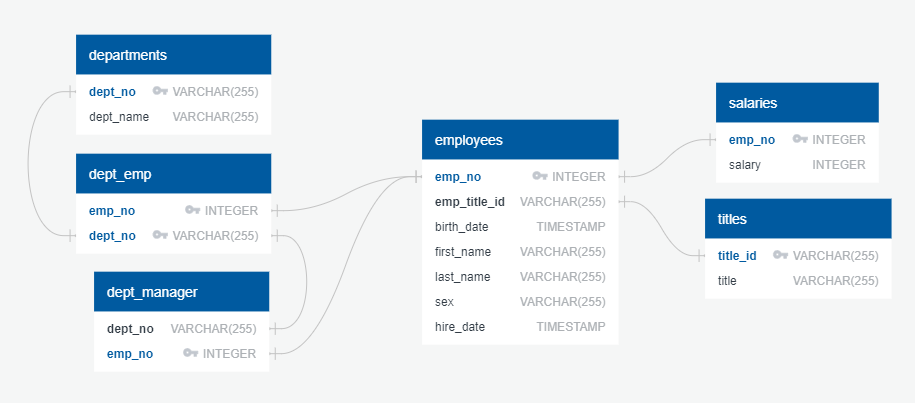 departments
dept_no VARCHAR(255)
dept_name VARCHAR(255)
dept_emp
emp_no INTEGER
dept_no VARCHAR(255)
dept_manager
dept_no VARCHAR(255)
emp_no INTEGER
employees
emp_no INTEGER
emp_title_id VARCHAR(255)
birth_date TIMESTAMP
first_name VARCHAR(255)
last_name VARCHAR(255)
sex VARCHAR(255)
hire_date TIMESTAMP
salaries
emp_no INTEGER
salary INTEGER
titles
title_id VARCHAR(255)
title VARCHAR(255)